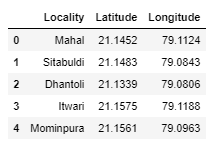 Locality Latitude Longitude
0 Mahal 21.1452 79.1124
1 Sitabuldi 21.1483 79.0843
2 Dhantoli 21.1339 79.0806
3 Itwari 21.1575 79.1188
4 Mominpura 21.1561 79.0963